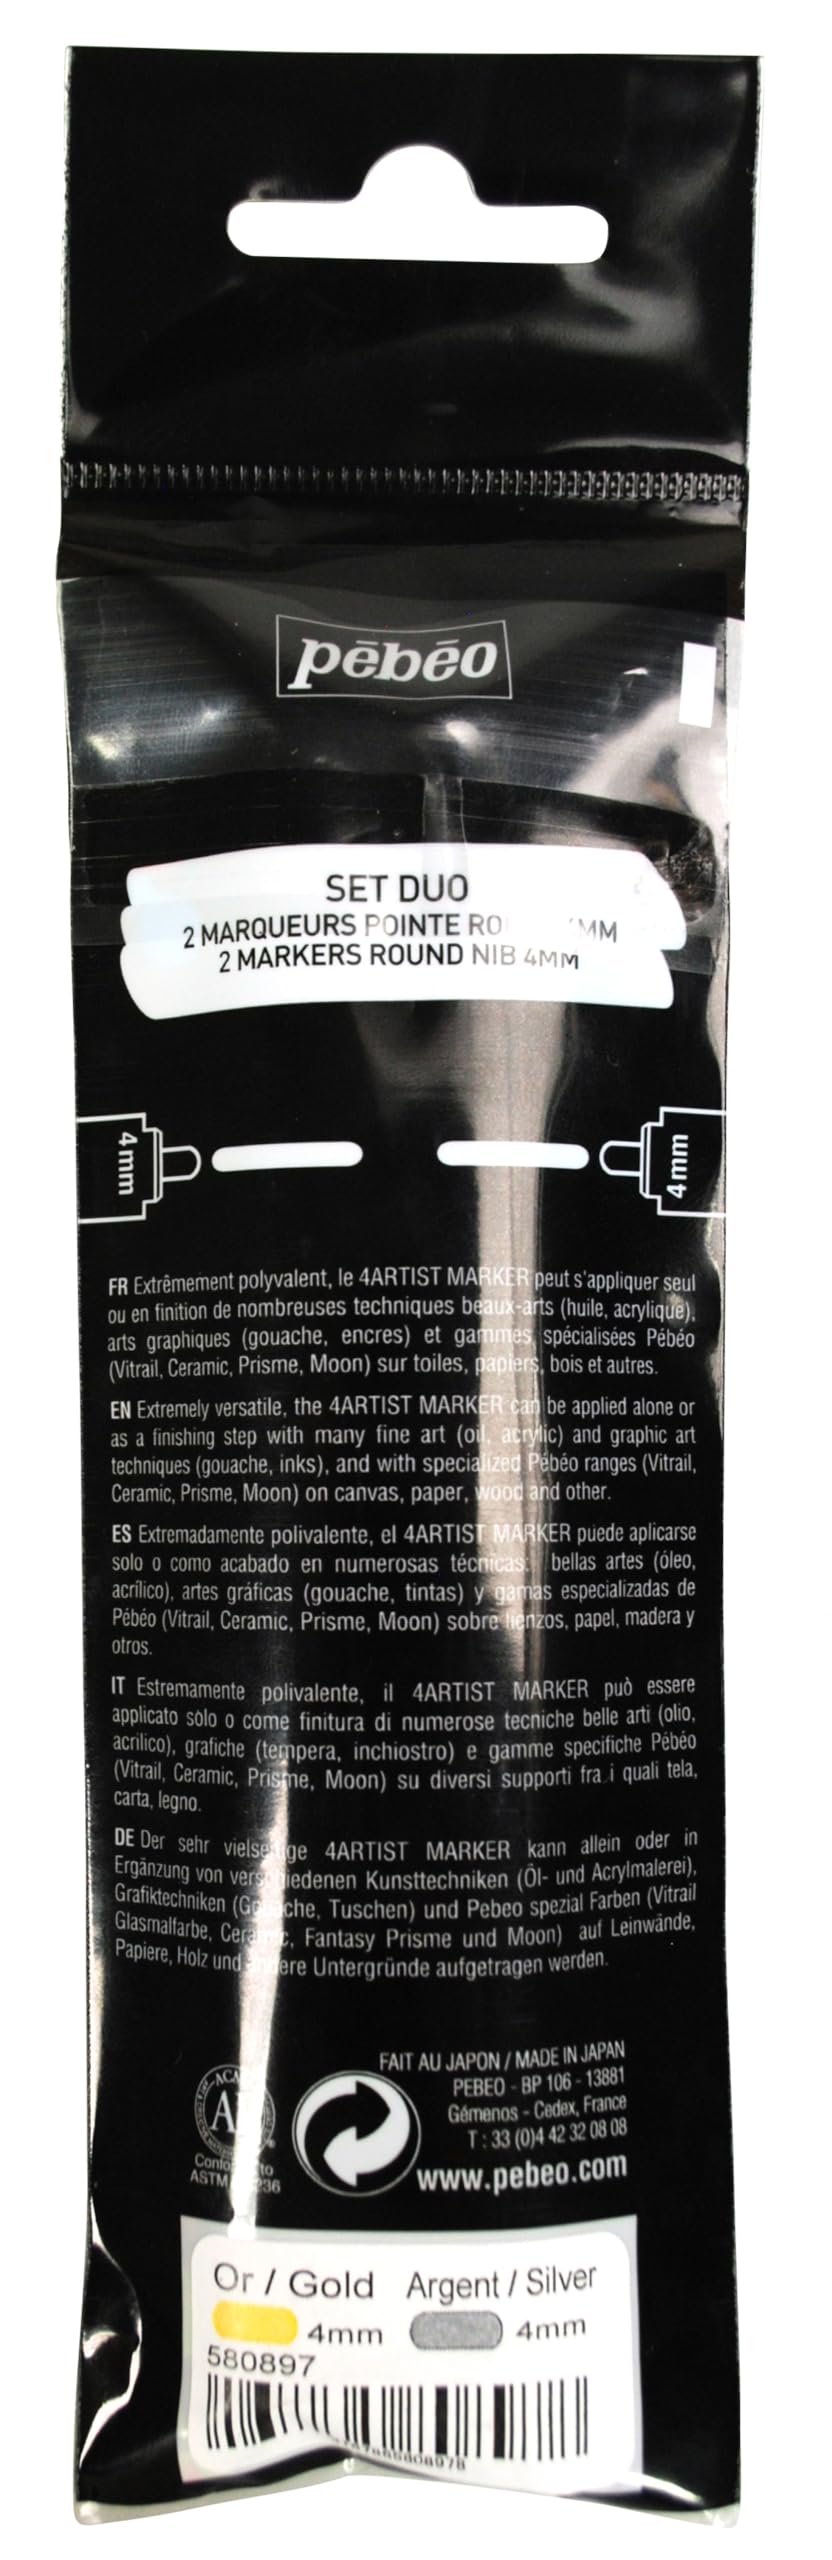 pēbēo
SET DUO
2 MARQUEURS POINTE
2 MARKERS ROUND NIB 4MM
4mm
4mm
FR Extrêmement polyvalent, le 4ARTIST MARKER peut s'appliquer seul
ou en finition de nombreuses techniques beaux-arts (huile, acrylique),
arts graphiques (gouache, encres) et gammes spécialisées Pébéo
(Vitrail, Ceramic, Prisme, Moon) sur toiles, papiers, bois et autres.
EN Extremely versatile, the 4ARTIST MARKER can be applied alone or
as a finishing step with many fine art (oil, acrylic) and graphic art
techniques (gouache, inks), and with specialized Pébéo ranges (Vitrail,
Ceramic, Prisme, Moon) on canvas, paper, wood and other.
ES Extremadamente polivalente, el 4ARTIST MARKER puede aplicarse
solo o como acabado en numerosas técnicas: bellas artes (óleo,
acrílico), artes gráficas (gouache, tintas) y gamas especializadas de
Pébéo (Vitrail, Ceramic, Prisme, Moon) sobre lienzos, papel, madera y
otros.
IT Estremamente polivalente, il 4ARTIST MARKER può essere
applicato sólo o come finitura di numerose tecniche belle arti (olio,
acrilico), grafiche (tempera, inchiostro) e gamme specifiche Pébéo
(Vitrail, Ceramic, Prisme, Moon) su diversi supporti fra i quali tela,
carta, legno.
DE Der sehr vielseitige 4ARTIST MARKER kann allein oder in
Ergänzung von verschiedenen Kunsttechniken (Öl- und Acrylmalerei),
Grafiktechniken (Gouache, Tuschen) und Pebeo spezial Farben (Vitrail
Glasmalfarbe, Ceramic, Fantasy Prisme und Moon) auf Leinwände,
Papiere, Holz und andere Untergründe aufgetragen werden.
FAIT AU JAPON / MADE IN JAPAN
PEBEO - BP 106 - 13881
Gémenos - Cedex, France
T : 33 (0)4 42 32 08 08
www.pebeo.com
to
ASTM
Or / Gold Argent / Silver
4mm 4mm
580897